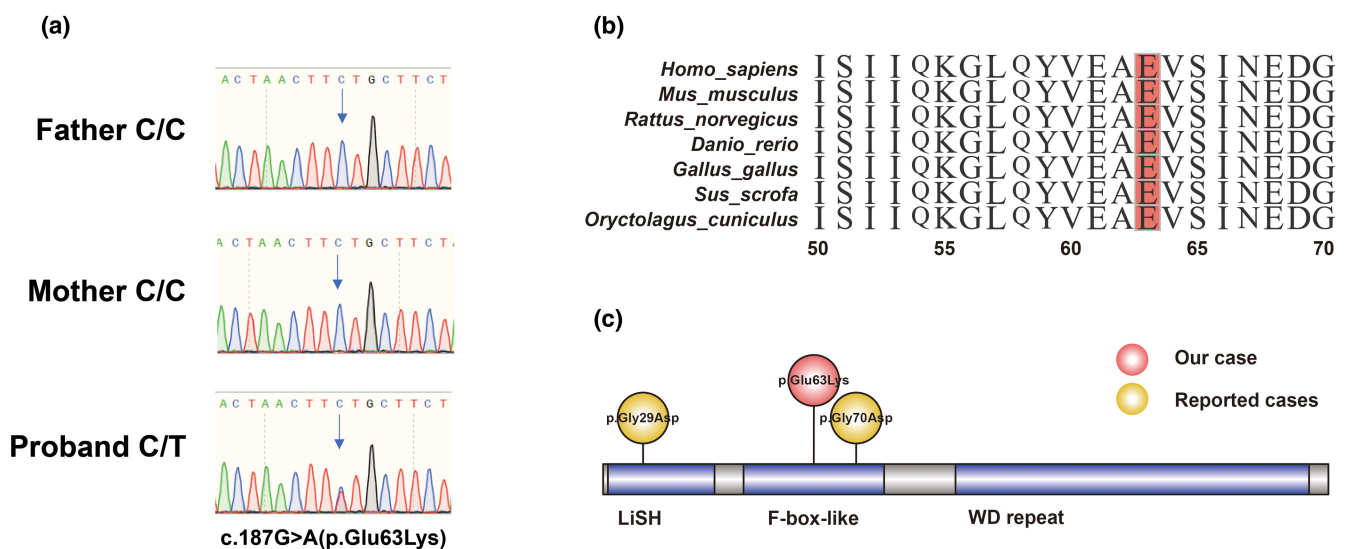 (a)
ACTAACTTCTGCTTCT
Father C/C
ACTAACTTCTGCTTCTA
Mother C/C
ACTAACTTCTGCTTCT
Proband C/T
c.187G>A(p.Glu63Lys)
(b)
Homo_sapiens ISIIQKGLQYVEAEVSINEDG
Mus_musculus ISIIQKGLQYVEAEVSINEDG
Rattus_norvegicus ISIIQKGLQYVEAEVSINEDG
Danio_rerio ISIIQKGLQYVEAEVSINEDG
Gallus_gallus ISIIQKGLQYVEAEVSINEDG
Sus_scrofa ISIIQKGLQYVEAEVSINEDG
Oryctolagus_cuniculus ISIIQKGLQYVEAEVSINEDG
50 55 60 65 70
(c)
Our case
Reported cases
p.Glu63Lys
p.Gly29Asp p.Gly70Asp
LiSH F-box-like WD repeat